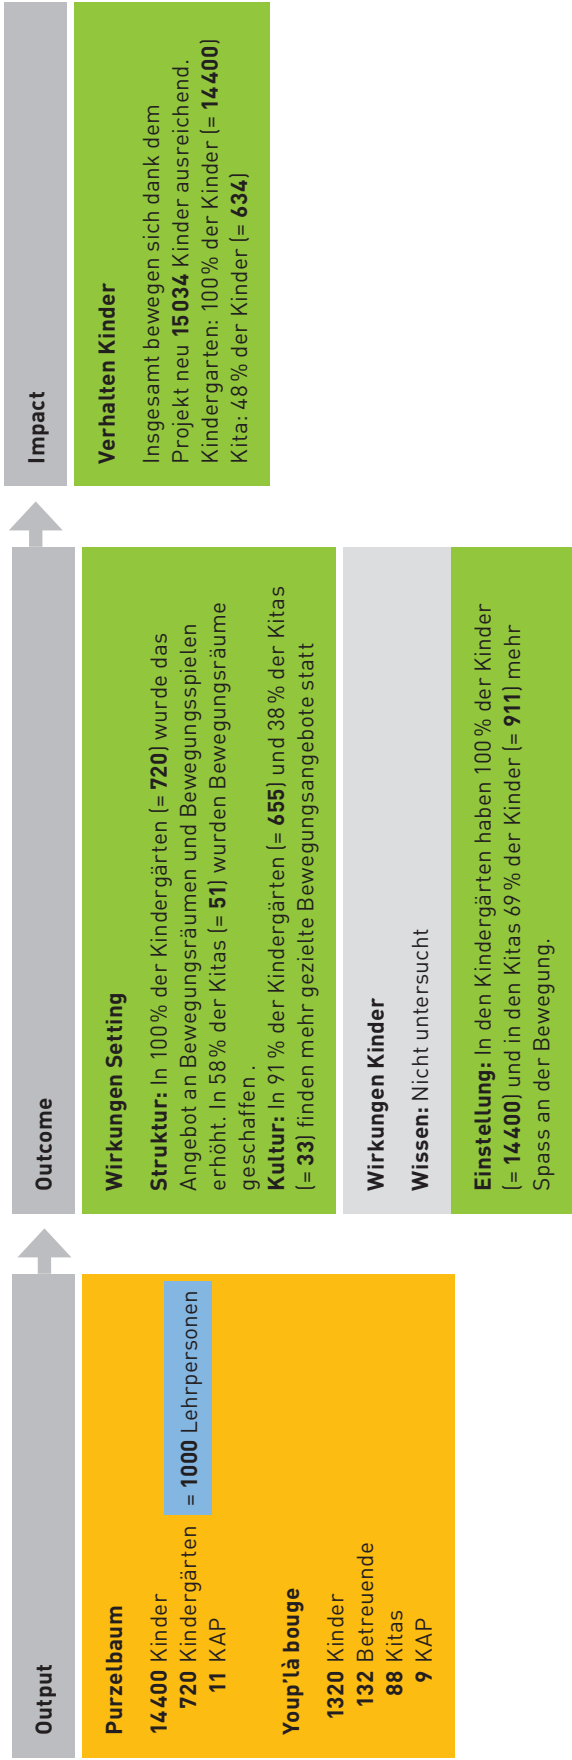 Output
Purzelbaum
14400 Kinder
720 Kindergärten = 1000 Lehrpersonen
11 KAP
Youp'là bouge
1320 Kinder
132 Betreuende
88 Kitas
9 KAP
Outcome
Wirkungen Setting
Struktur: In 100% der Kindergärten (= 720) wurde das
Angebot an Bewegungsräumen und Bewegungsspielen
erhöht. In 58% der Kitas (= 51) wurden Bewegungsräume
geschaffen .
Kultur: In 91% der Kindergärten (= 655) und 38% der Kitas
(= 33) finden mehr gezielte Bewegungsangebote statt
Wirkungen Kinder
Wissen: Nicht untersucht
Einstellung: In den Kindergärten haben 100% der Kinder
(= 14400) und in den Kitas 69% der Kinder (= 911) mehr
Spass an der Bewegung.
Impact
Verhalten Kinder
Insgesamt bewegen sich dank dem
Projekt neu 15034 Kinder ausreichend.
Kindergarten: 100% der Kinder (= 14400)
Kita: 48% der Kinder (= 634)